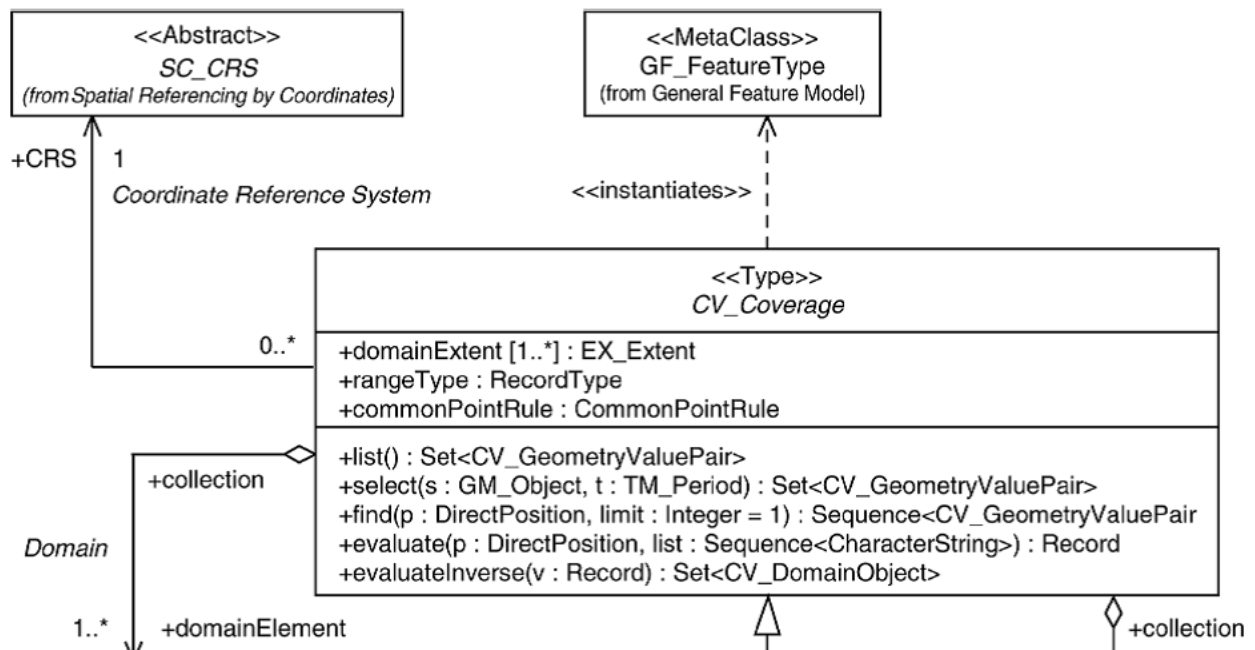 <<Abstract>>
SC_CRS
(from Spatial Referencing by Coordinates)
<<MetaClass>>
GF_FeatureType
(from General Feature Model)
+CRS
1
Coordinate Reference System
<<instantiates>>
0..*
<<Type>>
CV_Coverage
+domainExtent [1..*] : EX_Extent
+rangeType : RecordType
+commonPointRule : CommonPointRule
+list() : Set<CV_GeometryValuePair>
+select(s : GM_Object, t : TM_Period) : Set<CV_GeometryValuePair>
+find(p : DirectPosition, limit : Integer = 1) : Sequence<CV_GeometryValuePair
+evaluate(p : DirectPosition, list : Sequence<CharacterString>) : Record
+evaluateInverse(v : Record) : Set<CV_DomainObject>
+collection
Domain
1..*
+domainElement
+collection